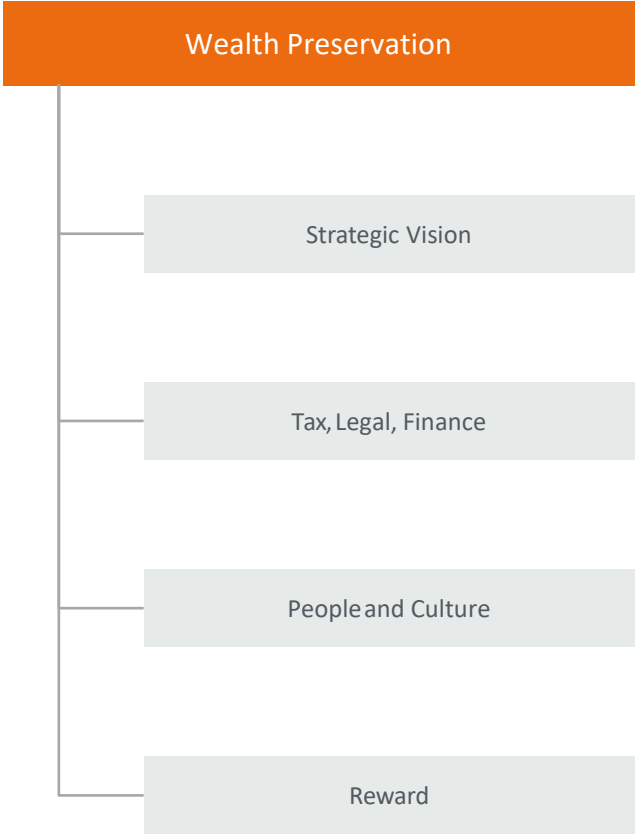 Wealth Preservation
Strategic Vision
Tax, Legal, Finance
People and Culture
Reward